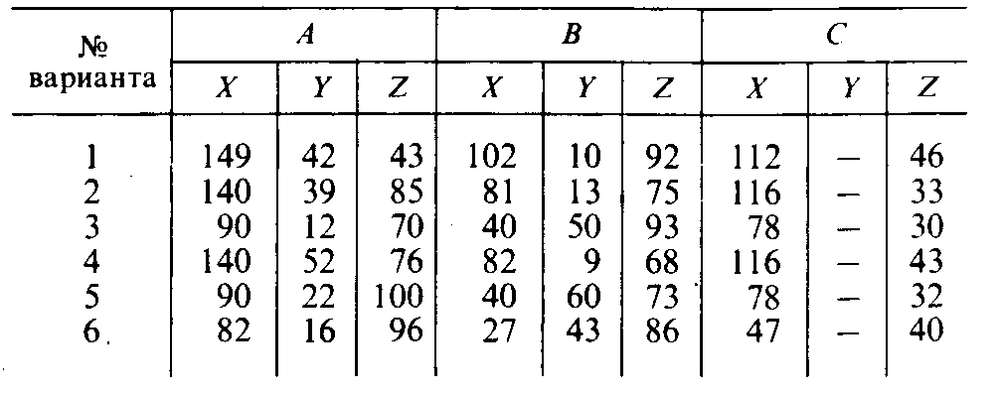 № варианта A B C
X Y Z X Y Z X Y Z
1 149 42 43 102 10 92 112 — 46
2 140 39 85 81 13 75 116 — 33
3 90 12 70 40 50 93 78 — 30
4 140 52 76 82 9 68 116 — 43
5 90 22 100 40 60 73 78 — 32
6 82 16 96 27 43 86 47 — 40